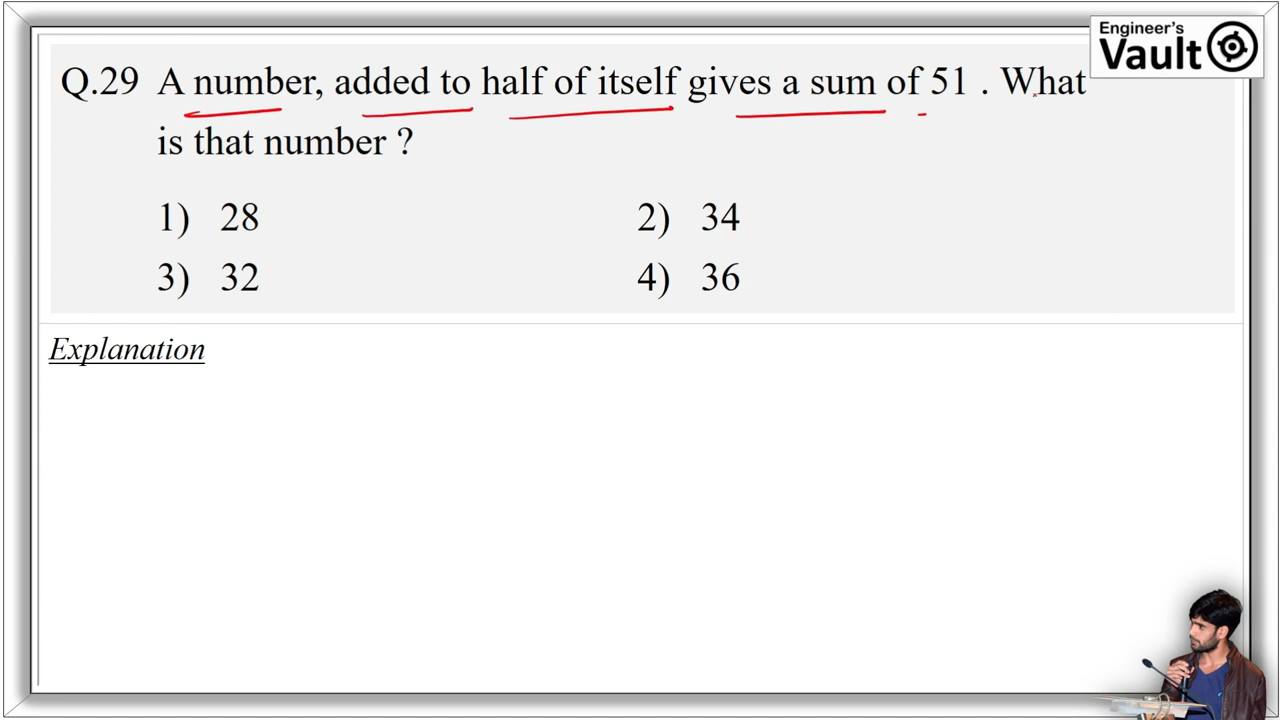 Engineer's
Vault
Q.29 A number, added to half of itself gives a sum of 51 . What
is that number ?
1) 28 2) 34
3) 32 4) 36
Explanation